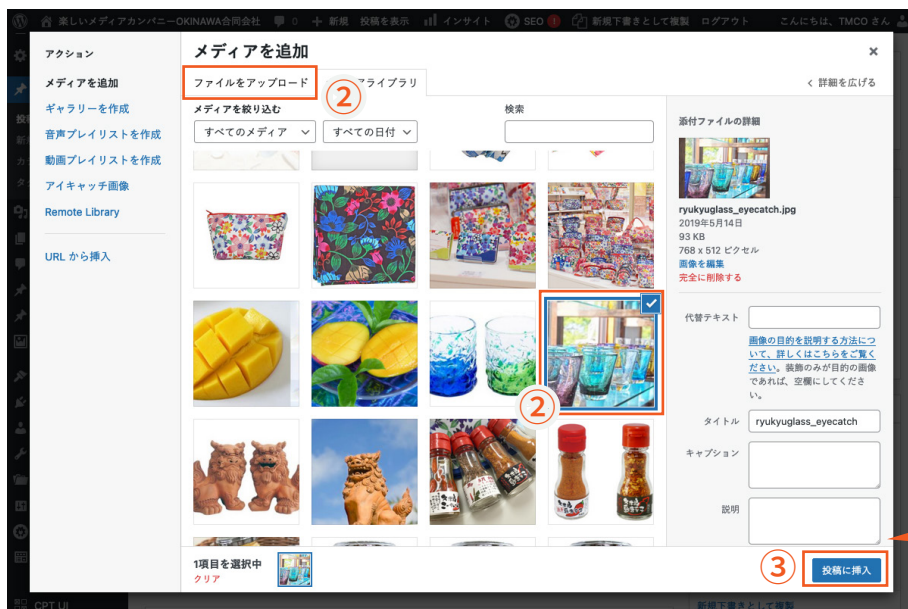 楽しいメディアカンパニーOKINAWA合同会社 0 新規 投稿を表示 インサイト SEO 新規下書きとして複製 ログアウト こんにちは、TMCO さん
アクション
メディアを追加
ギャラリーを作成
音声プレイリストを作成
動画プレイリストを作成
アイキャッチ画像
Remote Library
URL から挿入
メディアを追加
×
ファイルをアップロード
アライブラリ
②
< 詳細を広げる
メディアを絞り込む
検索
すべてのメディア
すべての日付
②
添付ファイルの詳細
ryukyuglass_eyecatch.jpg
2019年5月14日
93 KB
768 x 512 ピクセル
画像を編集
完全に削除する
代替テキスト
画像の目的を説明する方法につ
いて、詳しくはこちらをご覧く
ださい。装飾のみが目的の画像
であれば、空欄にしてくださ
い。
タイトル ryukyuglass_eyecatch
キャプション
説明
1項目を選択中
クリア
③
投稿に挿入
CPT UI
新規下書きとして複製